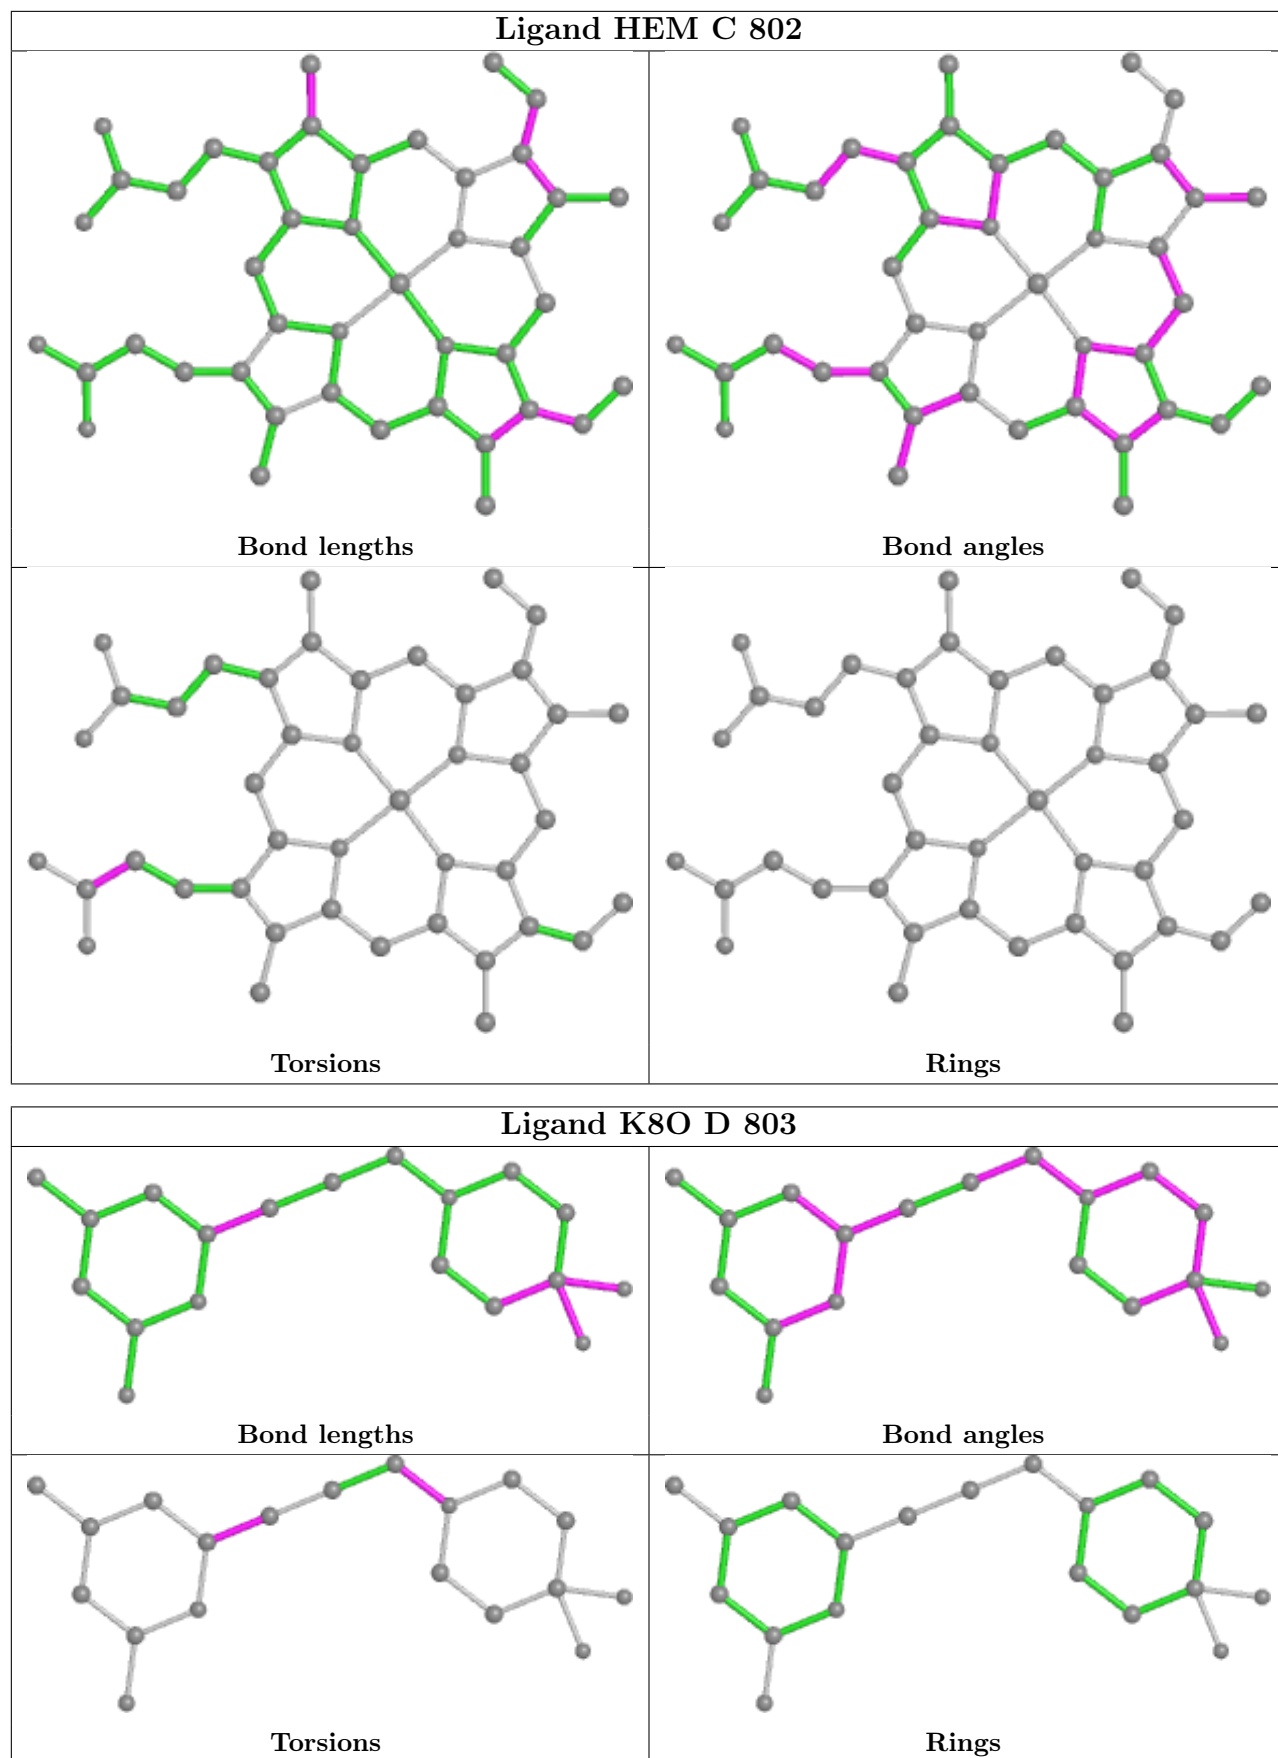 Ligand HEM C 802
Bond lengths
Bond angles
Torsions
Rings
Ligand K8O D 803
Bond lengths
Bond angles
Torsions
Rings